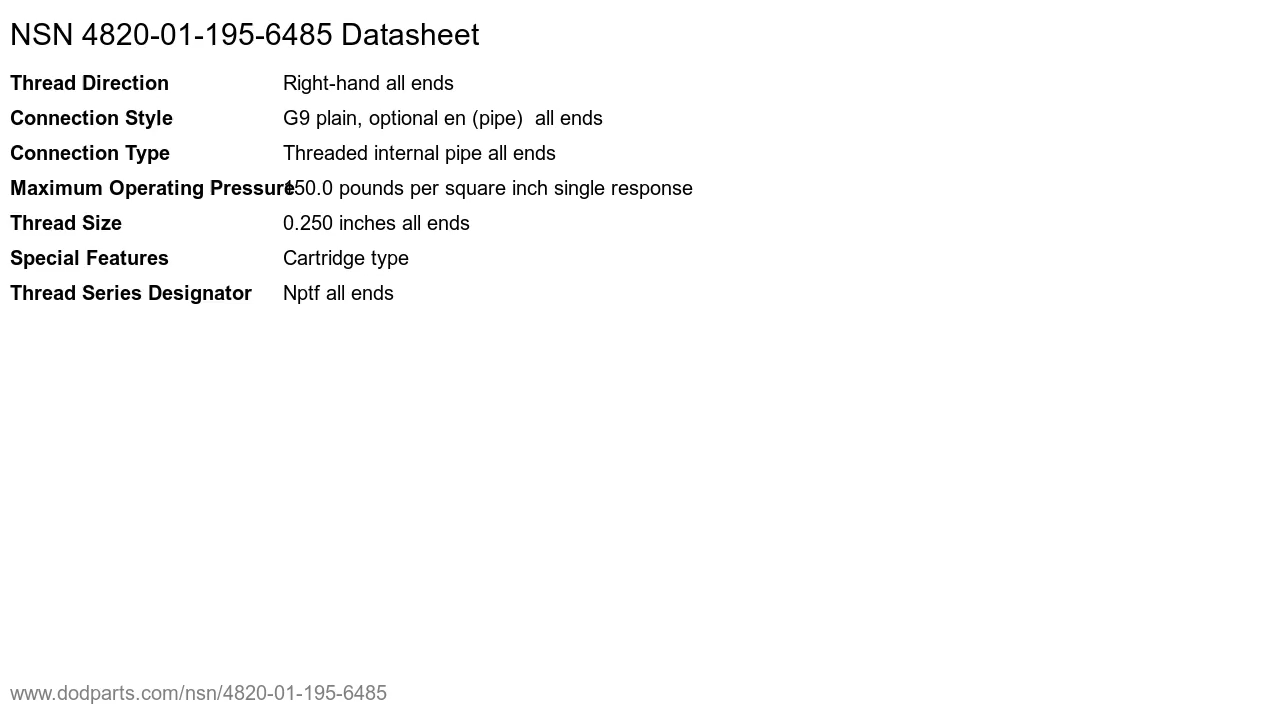 NSN 4820-01-195-6485 Datasheet
Thread Direction Right-hand all ends
Connection Style G9 plain, optional en (pipe)  all ends
Connection Type Threaded internal pipe all ends
Maximum Operating Pressure 150.0 pounds per square inch single response
Thread Size 0.250 inches all ends
Special Features Cartridge type
Thread Series Designator Nptf all ends
www.dodparts.com/nsn/4820-01-195-6485